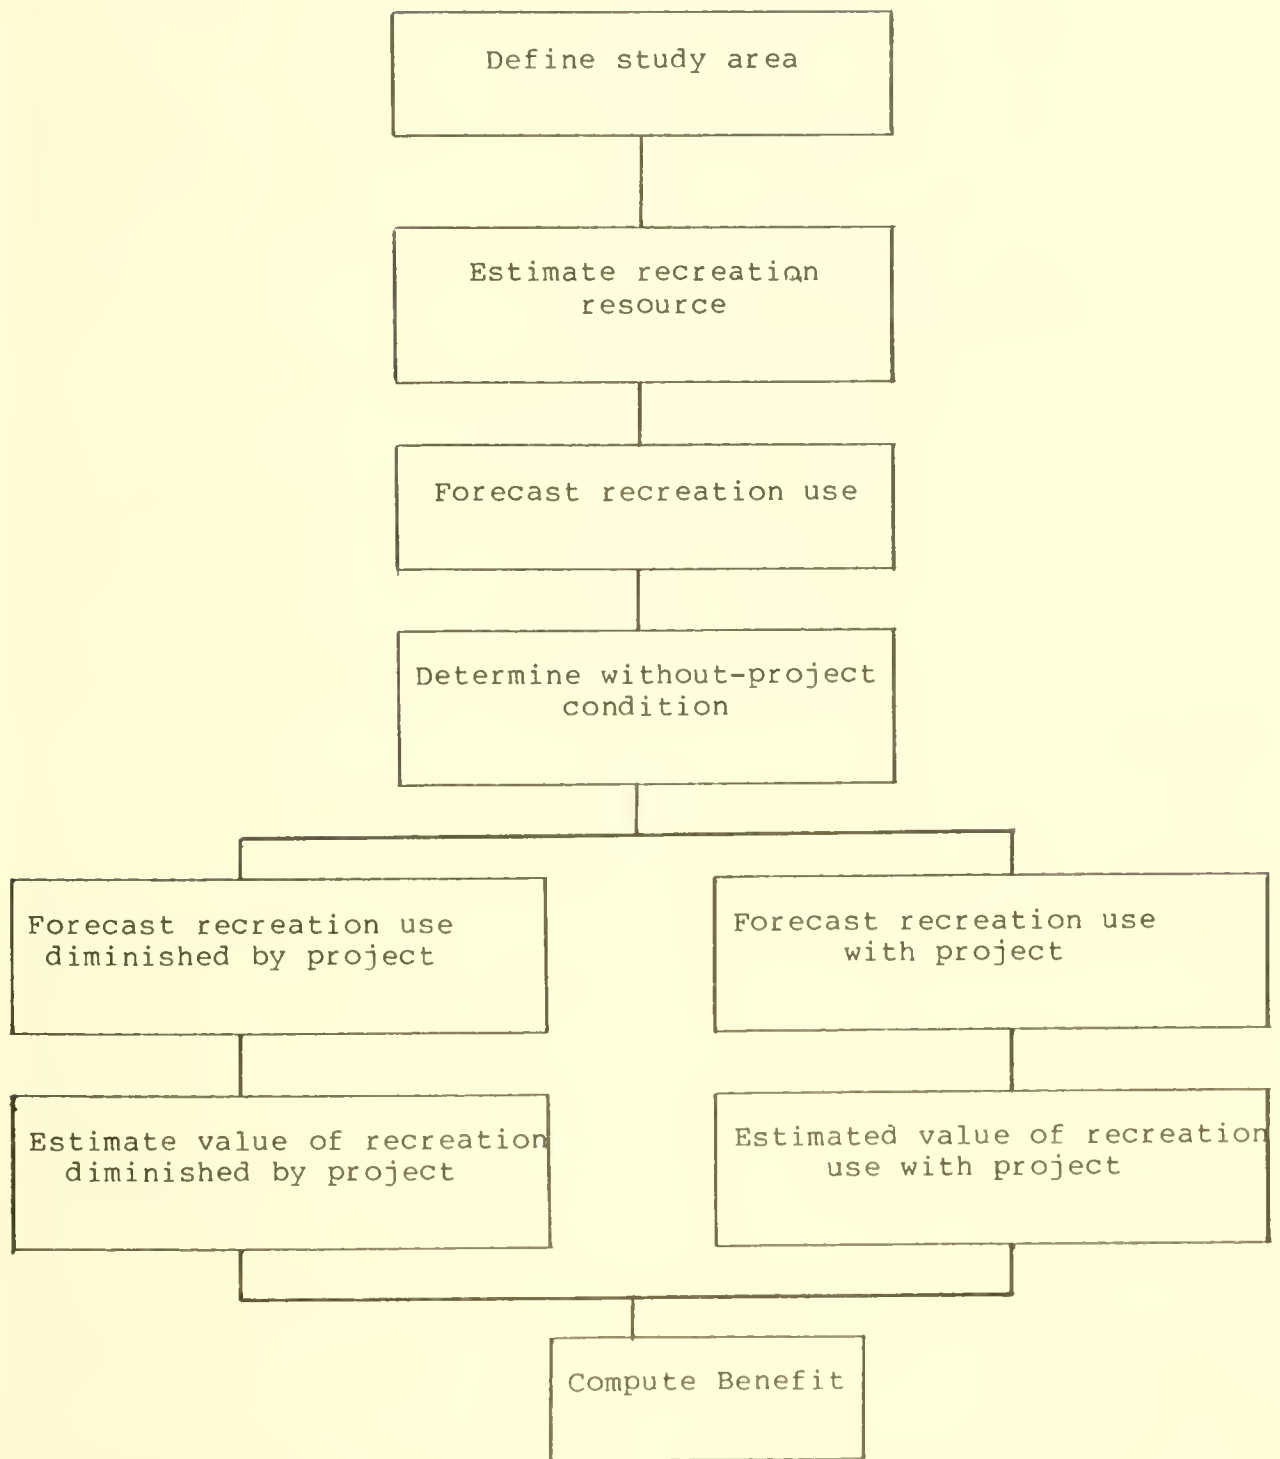 Define study area
Estimate recreation
resource
Forecast recreation use
Determine without-project
condition
Forecast recreation use
diminished by project
Forecast recreation use
with project
Estimate value of recreation
diminished by project
Estimated value of recreation
use with project
Compute Benefit